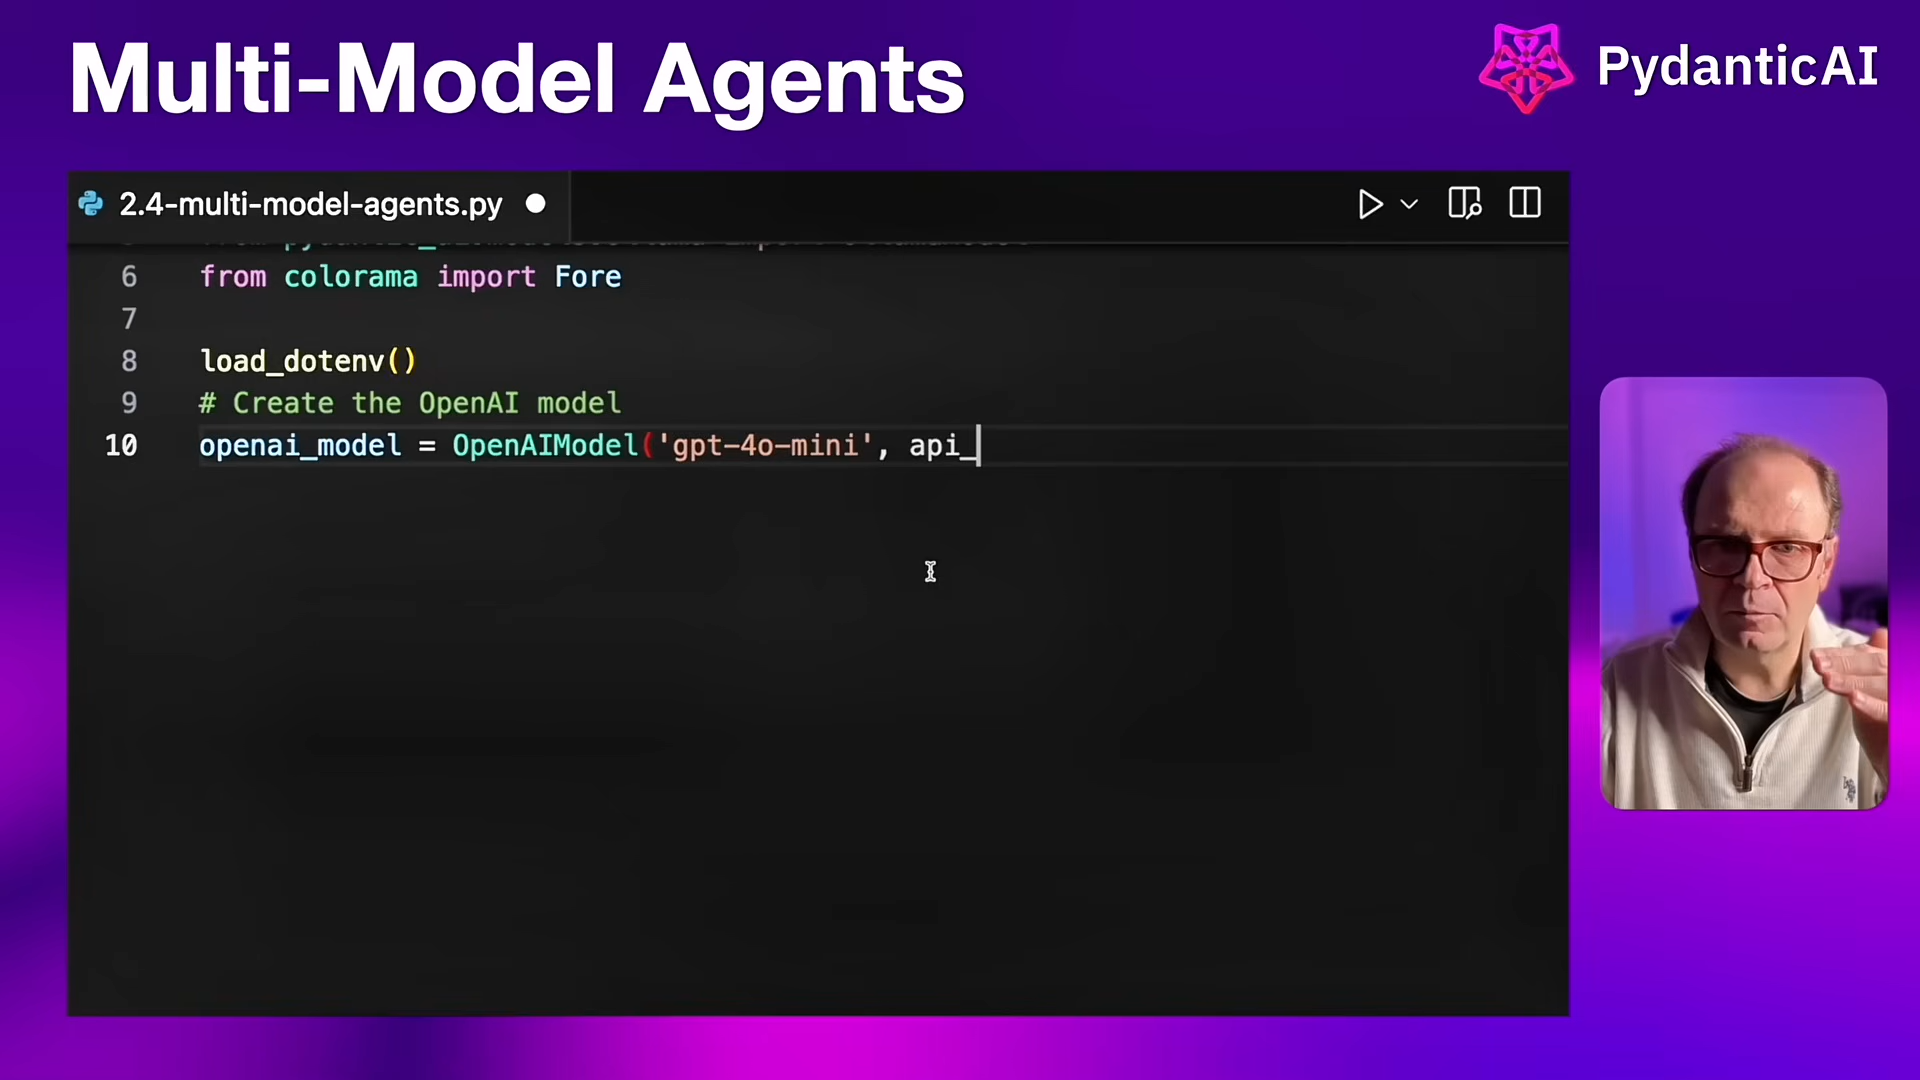 Multi-Model Agents
PydanticAI
2.4-multi-model-agents.py
6 from colorama import Fore
7
8 load_dotenv()
9 # Create the OpenAI model
10 openai_model = OpenAIModel('gpt-4o-mini', api_